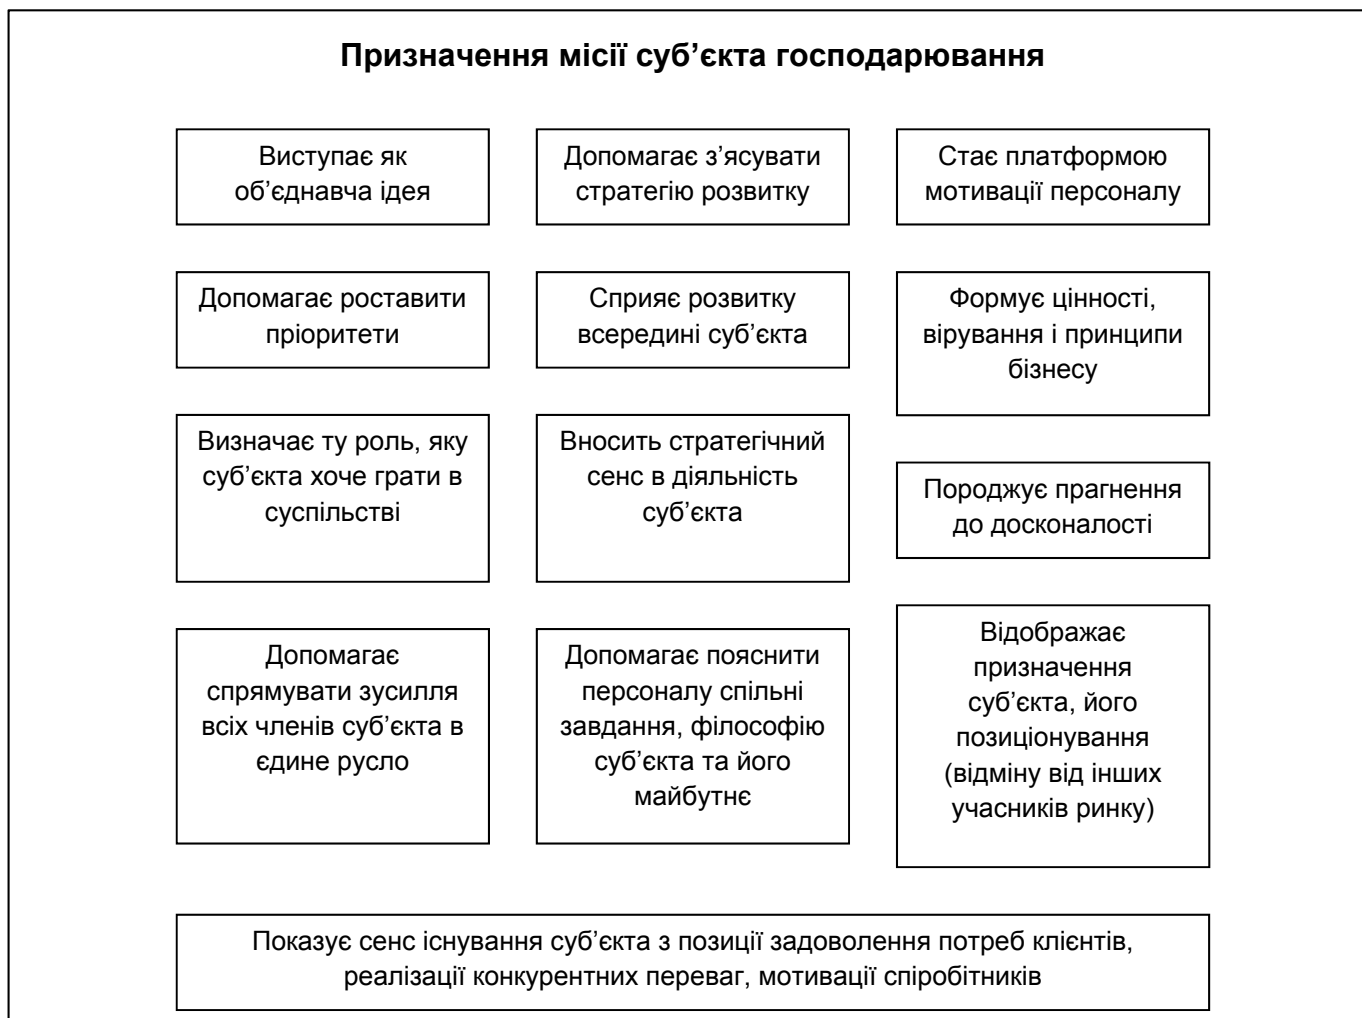 Призначення місії суб’єкта господарювання
Виступає як
об’єднавча ідея
Допомагає з’ясувати
стратегію розвитку
Стає платформою
мотивації персоналу
Допомагає роставити
пріоритети
Сприяє розвитку
всередині суб’єкта
Формує цінності,
вірування і принципи
бізнесу
Визначає ту роль, яку
суб’єкта хоче грати в
суспільстві
Вносить стратегічний
сенс в діяльність
суб’єкта
Породжує прагнення
до досконалості
Допомагає
спрямувати зусилля
всіх членів суб’єкта в
єдине русло
Допомагає пояснити
персоналу спільні
завдання, філософію
суб’єкта та його
майбутнє
Відображає
призначення
суб’єкта, його
позиціонування
(відміну від інших
учасників ринку)
Показує сенс існування суб’єкта з позиції задоволення потреб клієнтів,
реалізації конкурентних переваг, мотивації спіробітників